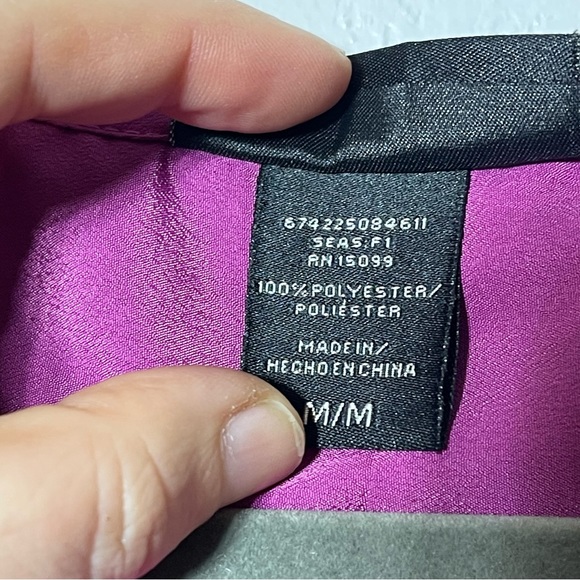 674225084611
SEAS:F1
RN15099
100%POLYESTER/
POLIÉSTER
MADE IN/
HECHO EN CHINA
M/M